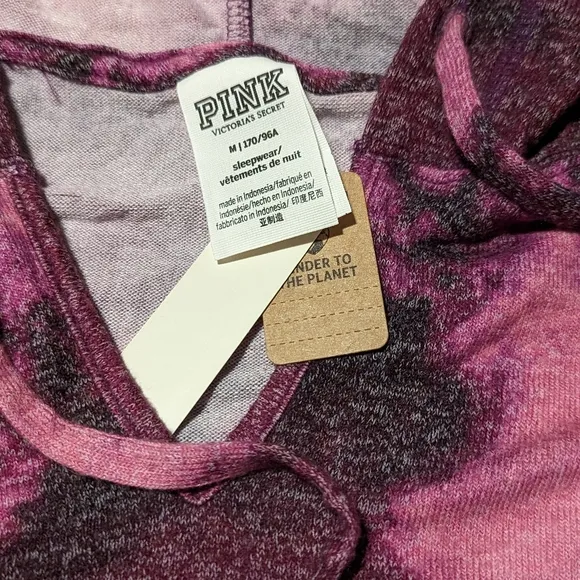 PINK
VICTORIA'S SECRET
M | 170/96A
sleepwear/
vêtements de nuit
made in Indonesia/fabriqué en
Indonésie/hecho en Indonesia/
fabbricato in Indonesia/ 印度尼西
亚制造
NDER TO
THE PLANET